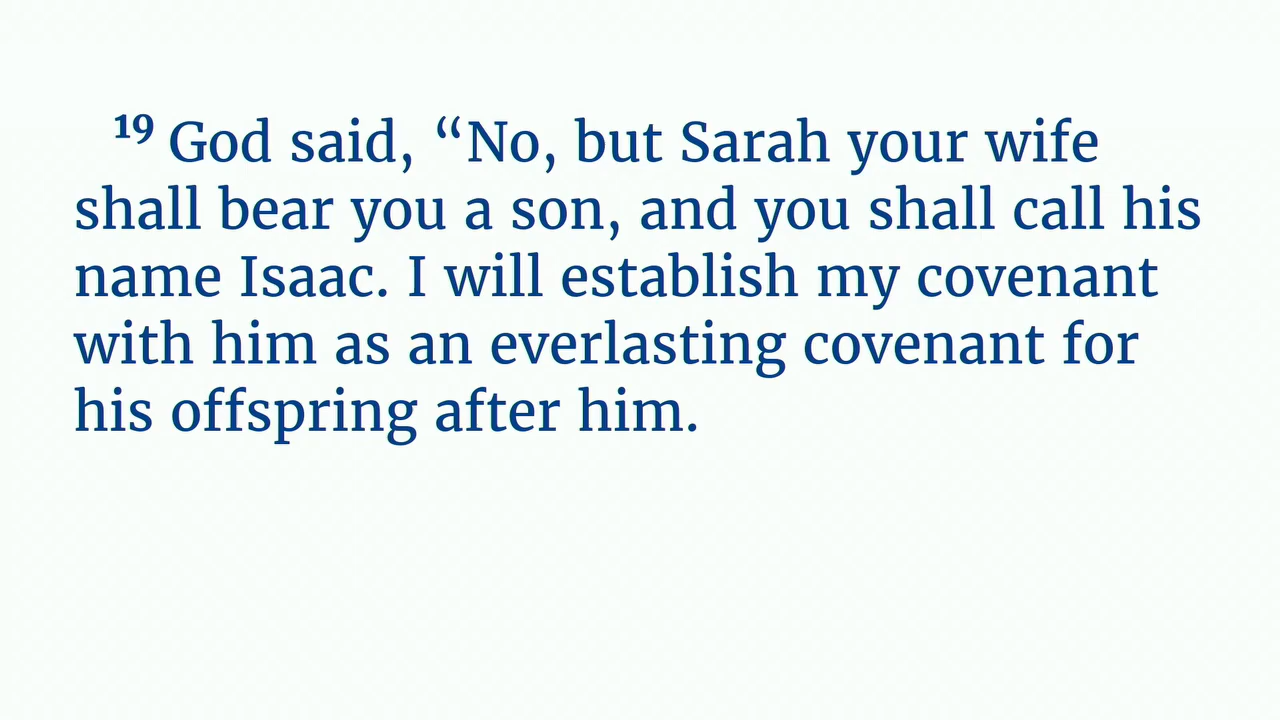 ¹⁹ God said, “No, but Sarah your wife
shall bear you a son, and you shall call his
name Isaac. I will establish my covenant
with him as an everlasting covenant for
his offspring after him.